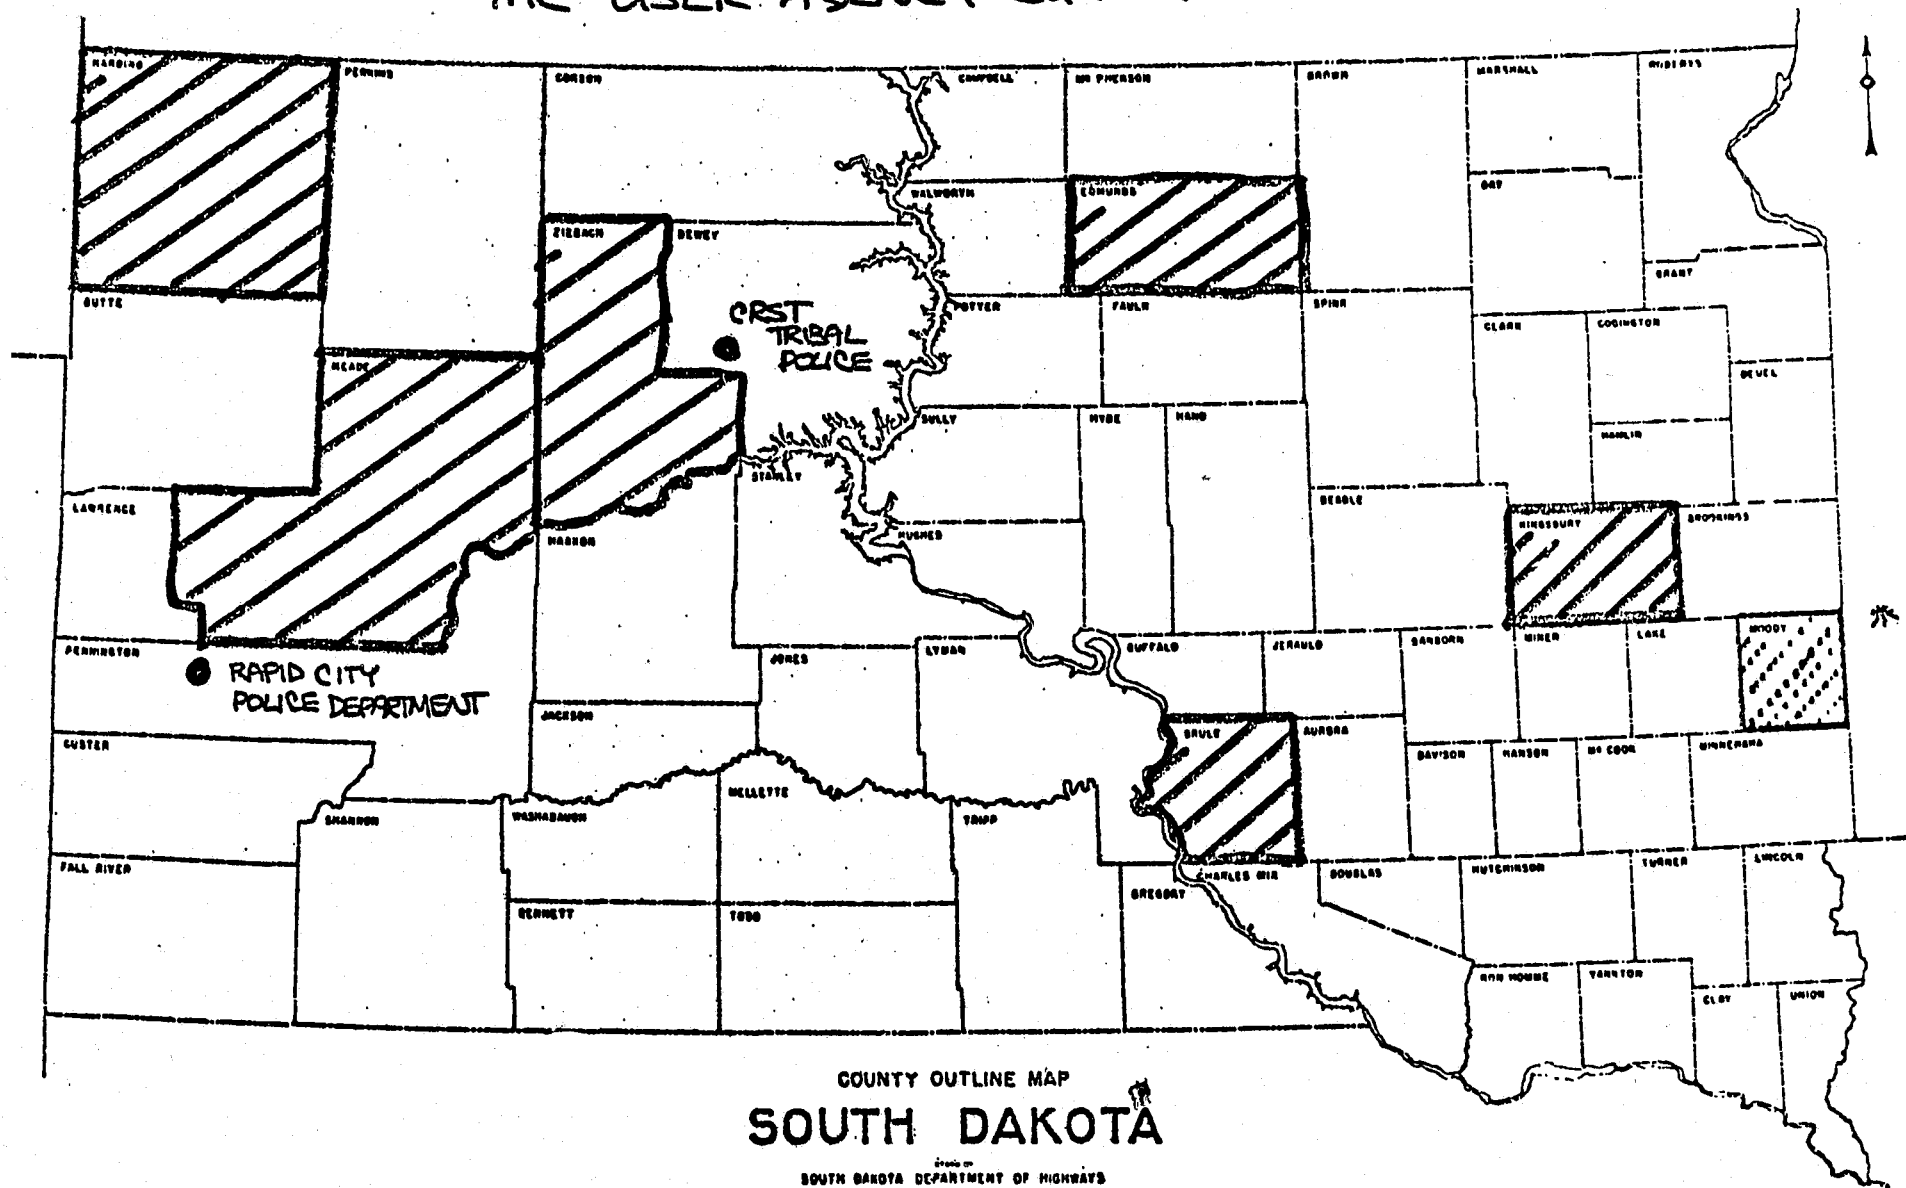 THE USER AGENCY
HARDING
PERKINS
CORSON
CAMPBELL
Mc PHERSON
BROWN
MARSHALL
ROBERTS
WALWORTH
EDMUNDS
DAY
ZIEBACH
DEWEY
GRANT
BUTTE
CRST
TRIBAL
POLICE
POTTER
FAULK
SPINK
CLARK
CODINGTON
MEADE
DEUEL
SULLY
HYDE
HAND
HAMLIN
STANLEY
LAWRENCE
BEADLE
KINGSBURY
BROOKINGS
HAAKON
HUGHES
PENNINGTON
JONES
LYMAN
BUFFALO
JERAULD
SANBORN
MINER
LAKE
MOODY
RAPID CITY
POLICE DEPARTMENT
JACKSON
CUSTER
BRULE
AURORA
DAVISON
HANSON
Mc COOK
MINNEHAHA
MELLETTE
SHANNON
WASHABAUGH
TRIPP
FALL RIVER
CHARLES MIX
DOUGLAS
HUTCHINSON
TURNER
LINCOLN
GREGORY
BENNETT
TODD
BON HOMME
YANKTON
CLAY
UNION
COUNTY OUTLINE MAP
SOUTH DAKOTA
SOUTH DAKOTA DEPARTMENT OF HIGHWAYS